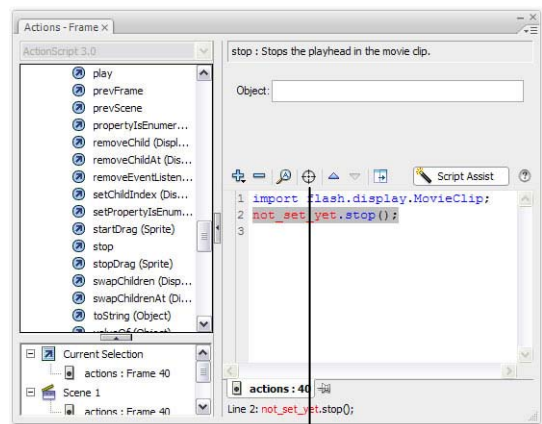 Actions - Frame ×
ActionScript 3.0
play
prevFrame
prevScene
propertyIsEnumer...
removeChild (Displ...
removeChildAt (Dis...
removeEventListen...
setChildIndex (Dis...
setPropertyIsEnum...
startDrag (Sprite)
stop
stopDrag (Sprite)
swapChildren (Disp...
swapChildrenAt (Di...
toString (Object)
valueOf (Object)
Current Selection
actions : Frame 40
Scene 1
actions : Frame 40
stop : Stops the playhead in the movie clip.
Object:
Script Assist
1 import flash.display.MovieClip;
2 not_set_yet.stop();
3
actions : 40
Line 2: not_set_yet.stop();